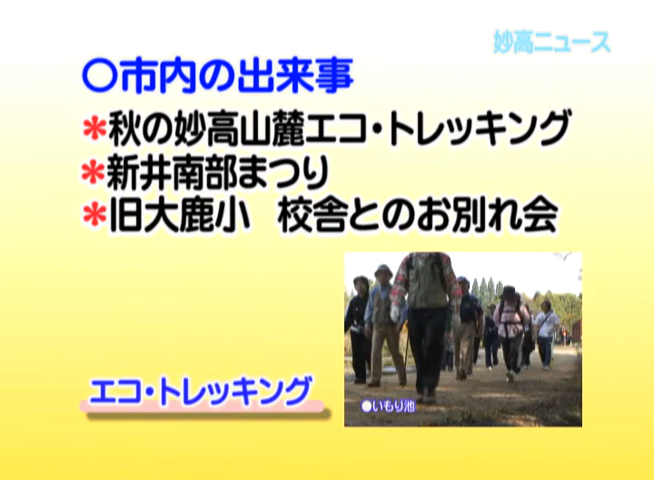 妙高ニュース
〇市内の出来事
*秋の妙高山麓エコ・トレッキング
*新井南部まつり
*旧大鹿小　校舎とのお別れ会
エコ・トレッキング
●いもり池